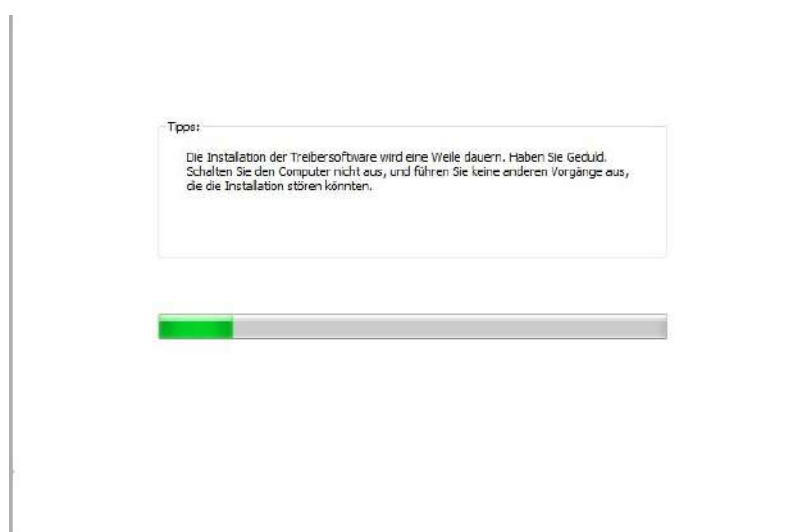 Tipps:
Die Installation der Treibersoftware wird eine Weile dauern. Haben Sie Geduld.
Schalten Sie den Computer nicht aus, und führen Sie keine anderen Vorgänge aus,
die die Installation stören könnten.